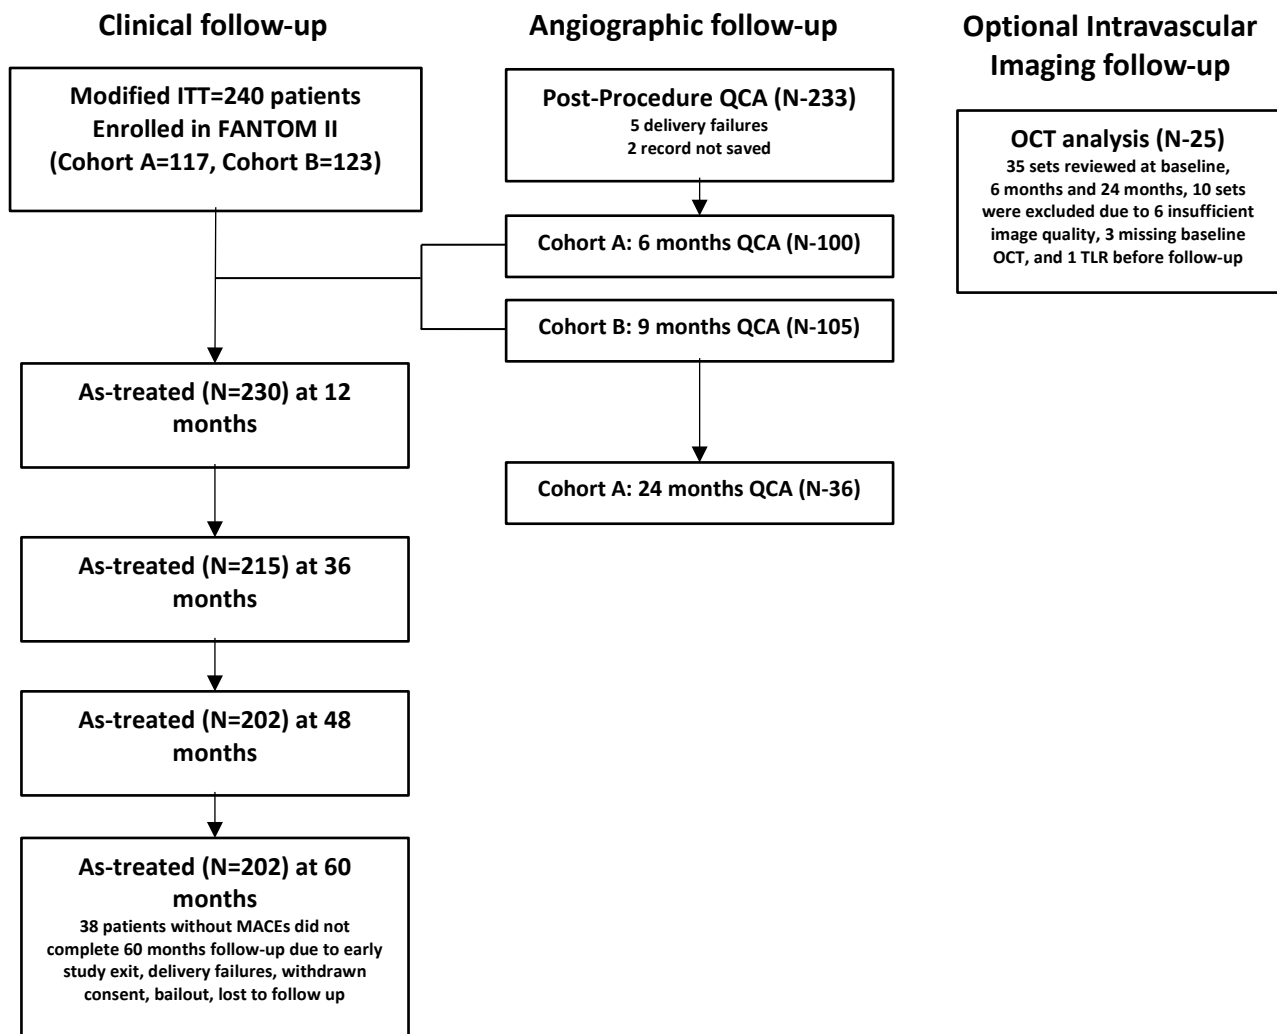 Clinical follow-up
Modified ITT=240 patients
Enrolled in FANTOM II
(Cohort A=117, Cohort B=123)
As-treated (N=230) at 12
months
As-treated (N=215) at 36
months
As-treated (N=202) at 48
months
As-treated (N=202) at 60
months
38 patients without MACEs did not
complete 60 months follow-up due to early
study exit, delivery failures, withdrawn
consent, bailout, lost to follow up
Angiographic follow-up
Post-Procedure QCA (N-233)
5 delivery failures
2 record not saved
Cohort A: 6 months QCA (N-100)
Cohort B: 9 months QCA (N-105)
Cohort A: 24 months QCA (N-36)
Optional Intravascular
Imaging follow-up
OCT analysis (N-25)
35 sets reviewed at baseline,
6 months and 24 months, 10 sets
were excluded due to 6 insufficient
image quality, 3 missing baseline
OCT, and 1 TLR before follow-up